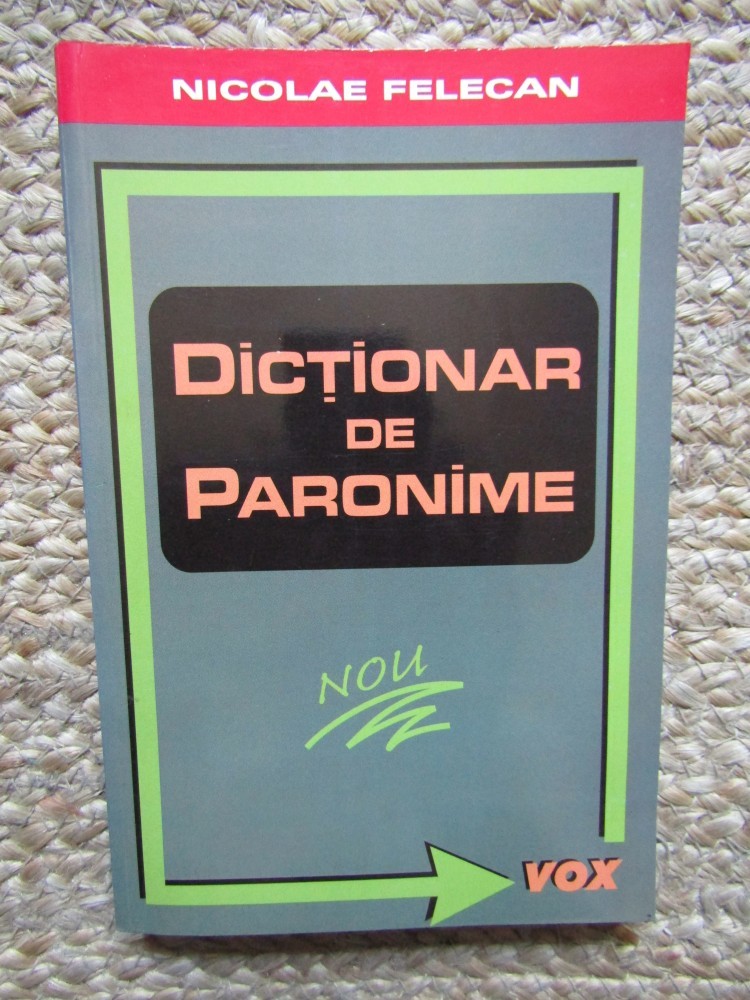 NICOLAE FELECAN
DicȚiONAR
DE
PARONiME
NOU
VOX